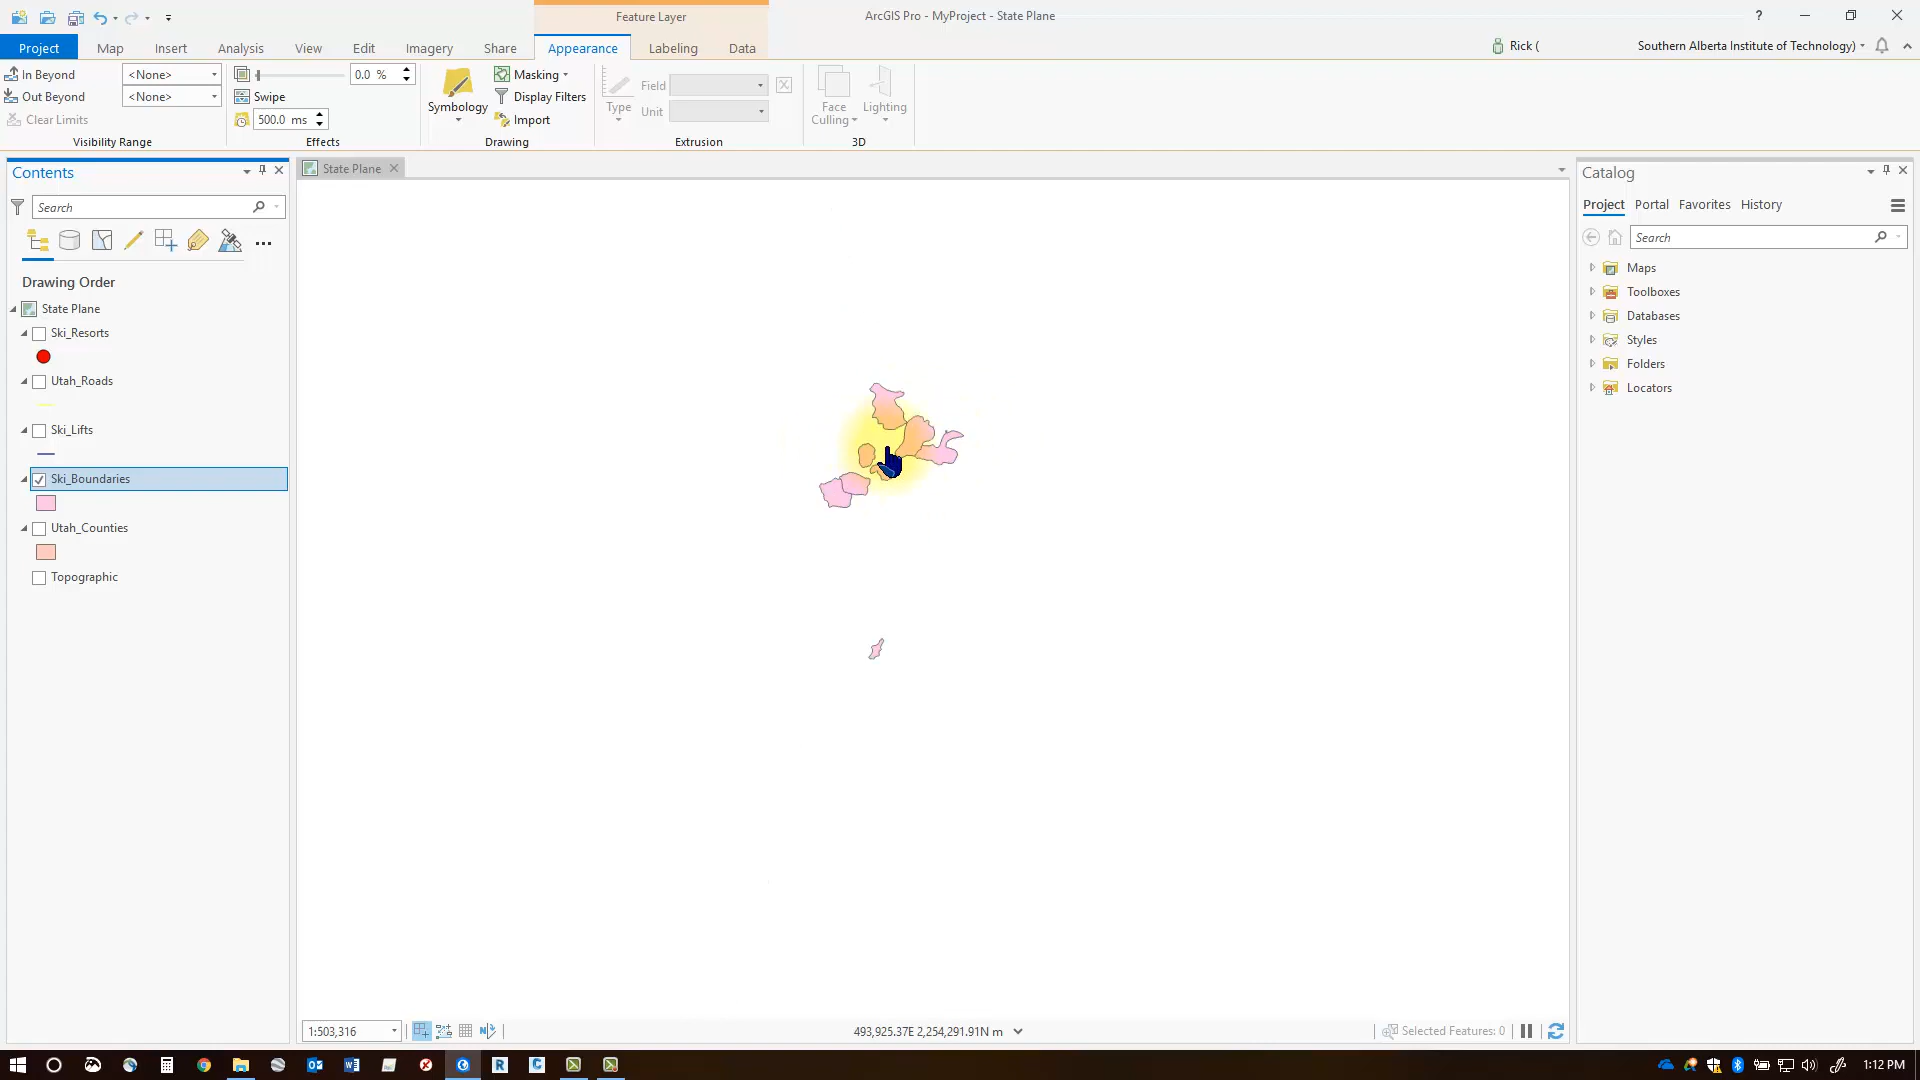 Feature Layer
ArcGIS Pro - MyProject - State Plane
?
Project
Map
Insert
Analysis
View
Edit
Imagery
Share
Appearance
Labeling
Data
Rick (
Southern Alberta Institute of Technology)
In Beyond
<None>
Out Beyond
<None>
Clear Limits
Visibility Range
0.0 %
Swipe
500.0 ms
Effects
Symbology
Masking
Display Filters
Import
Drawing
Type
Field
Unit
Extrusion
Face
Culling
Lighting
3D
Contents
Search
Drawing Order
State Plane
Ski_Resorts
Utah_Roads
Ski_Lifts
Ski_Boundaries
Utah_Counties
Topographic
State Plane
1:503,316
493,925.37E 2,254,291.91N m
Selected Features: 0
Catalog
Project
Portal
Favorites
History
Search
Maps
Toolboxes
Databases
Styles
Folders
Locators
1:12 PM